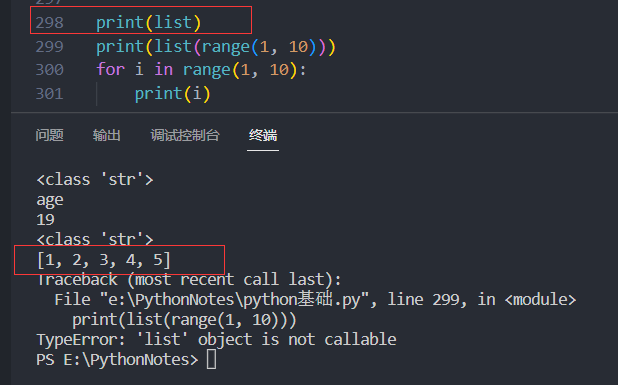 298 print(list)
299 print(list(range(1, 10)))
300 for i in range(1, 10):
301 print(i)
问题 输出 调试控制台 终端
<class 'str'>
age
19
<class 'str'>
[1, 2, 3, 4, 5]
Traceback (most recent call last):
File "e:\PythonNotes\python基础.py", line 299, in <module>
print(list(range(1, 10)))
TypeError: 'list' object is not callable
PS E:\PythonNotes>